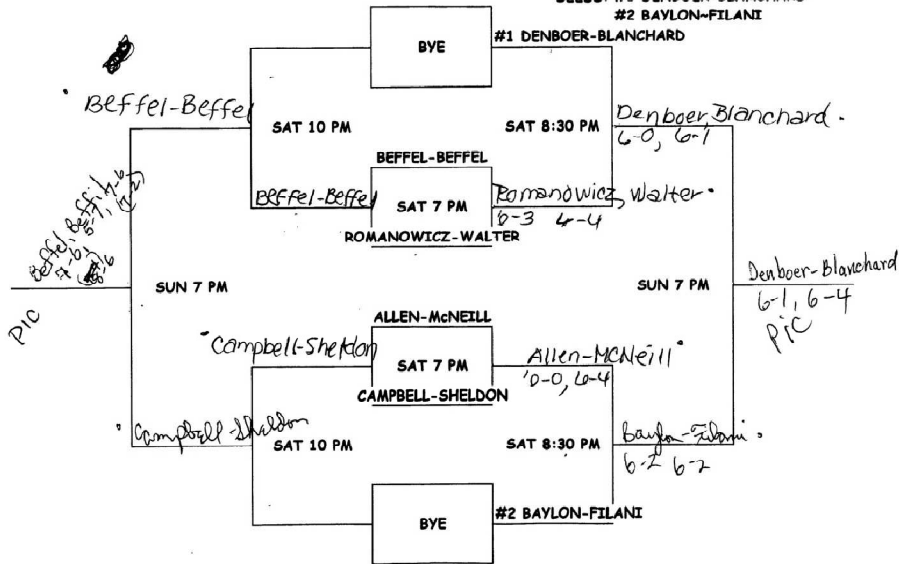 #2 BAYLON~FILANI
BYE
#1 DENBOER-BLANCHARD
Beffel-Beffel
SAT 10 PM
SAT 8:30 PM
Denboer, Blanchard.
6-0, 6-1
BEFFEL-BEFFEL
Beffel-Beffel
SAT 7 PM
Romanowicz, Walter.
6-3 6-4
ROMANOWICZ-WALTER
Beffel, Beffel
PIC
SUN 7 PM
SUN 7 PM
Denboer-Blanchard
6-1, 6-4
PIC
ALLEN-McNEILL
Campbell-Sheldon
SAT 7 PM
Allen-McNeill
6-0, 6-4
CAMPBELL-SHELDON
Campbell-Sheldon
SAT 10 PM
SAT 8:30 PM
Baylon-Filani.
6-2 6-2
BYE
#2 BAYLON-FILANI